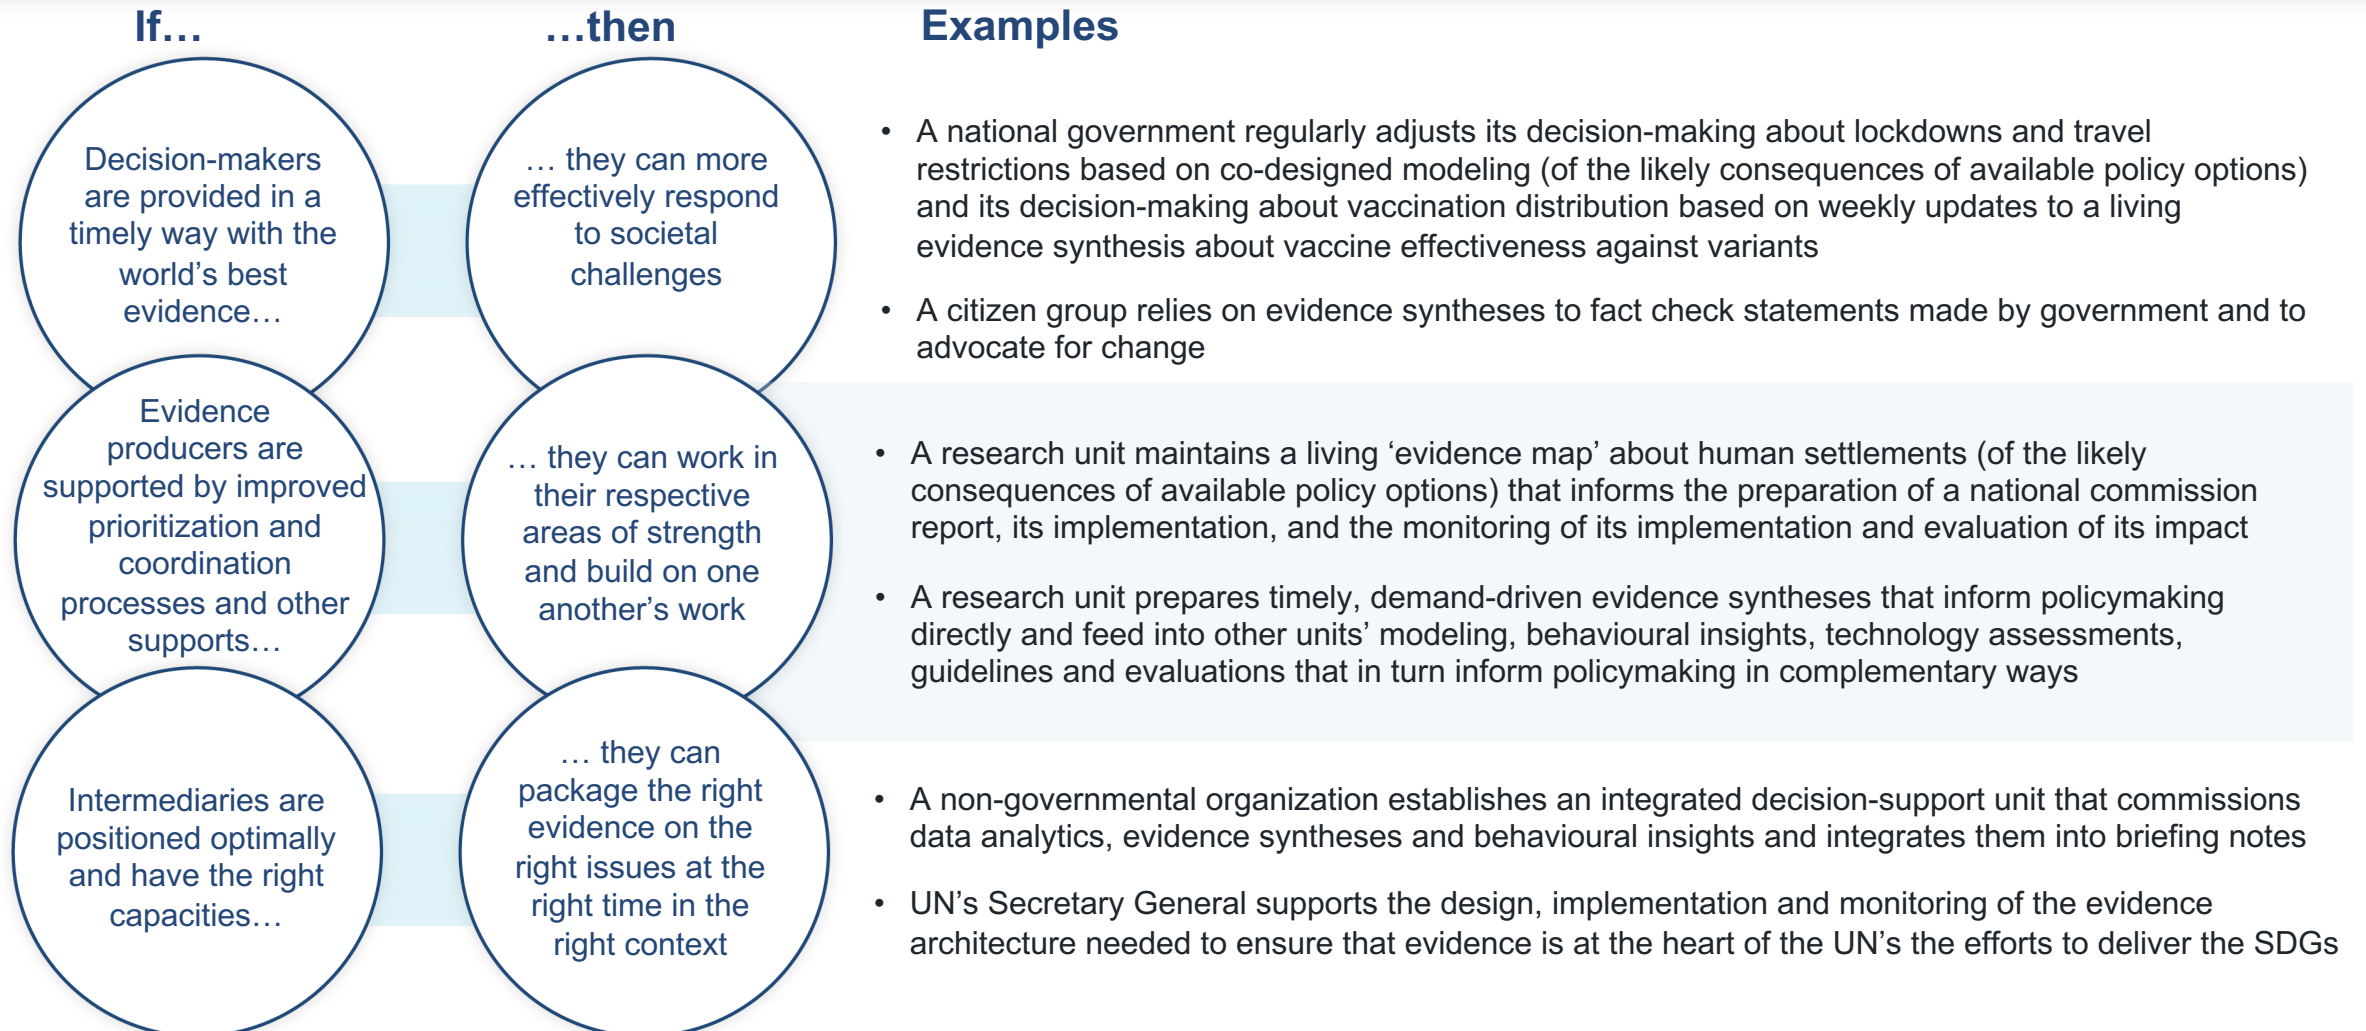 If…
…then
Examples
Decision-makers
are provided in a
timely way with the
world’s best
evidence…
… they can more
effectively respond
to societal
challenges
• A national government regularly adjusts its decision-making about lockdowns and travel
restrictions based on co-designed modeling (of the likely consequences of available policy options)
and its decision-making about vaccination distribution based on weekly updates to a living
evidence synthesis about vaccine effectiveness against variants
• A citizen group relies on evidence syntheses to fact check statements made by government and to
advocate for change
Evidence
producers are
supported by improved
prioritization and
coordination
processes and other
supports…
… they can work in
their respective
areas of strength
and build on one
another’s work
• A research unit maintains a living ‘evidence map’ about human settlements (of the likely
consequences of available policy options) that informs the preparation of a national commission
report, its implementation, and the monitoring of its implementation and evaluation of its impact
• A research unit prepares timely, demand-driven evidence syntheses that inform policymaking
directly and feed into other units’ modeling, behavioural insights, technology assessments,
guidelines and evaluations that in turn inform policymaking in complementary ways
Intermediaries are
positioned optimally
and have the right
capacities…
… they can
package the right
evidence on the
right issues at the
right time in the
right context
• A non-governmental organization establishes an integrated decision-support unit that commissions
data analytics, evidence syntheses and behavioural insights and integrates them into briefing notes
• UN’s Secretary General supports the design, implementation and monitoring of the evidence
architecture needed to ensure that evidence is at the heart of the UN’s the efforts to deliver the SDGs